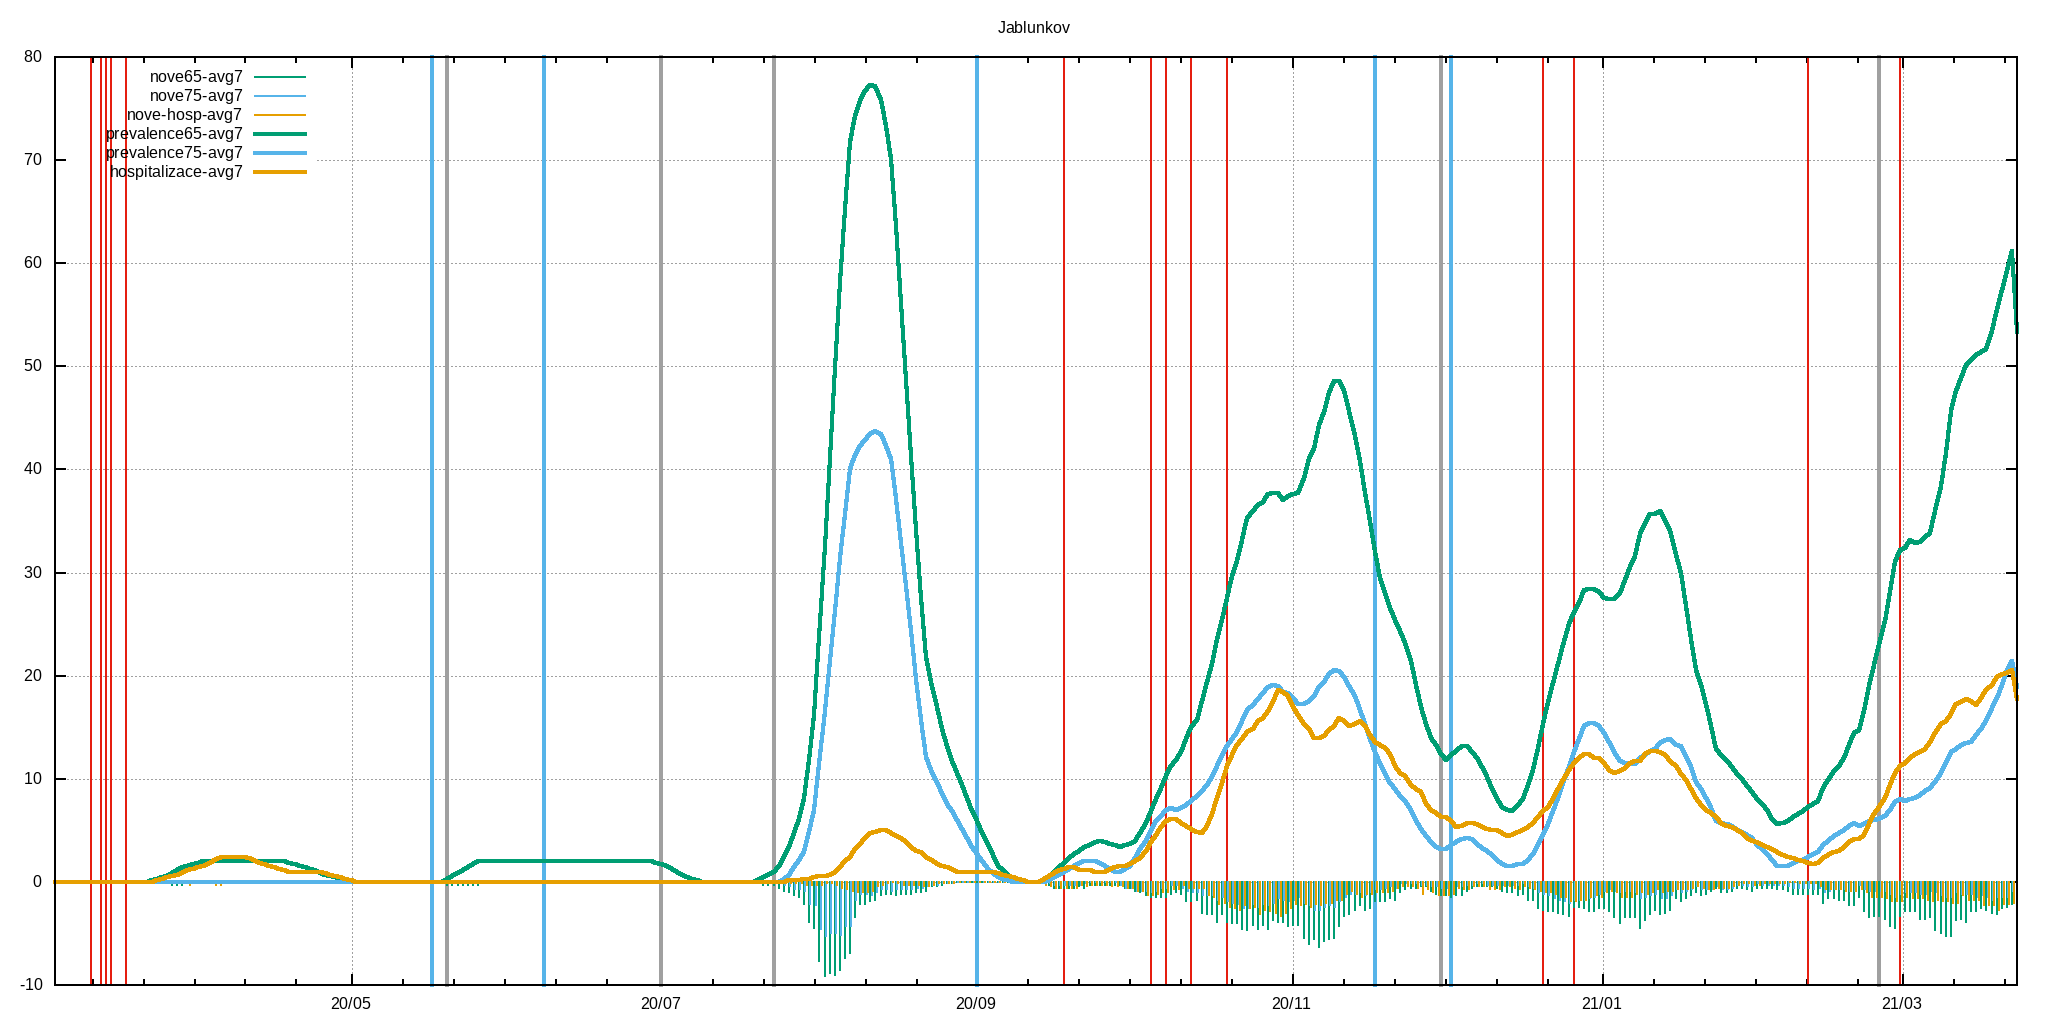 Jablunkov
80
70
60
50
40
30
20
10
0
-10
nove65-avg7
nove75-avg7
nove-hosp-avg7
prevalence65-avg7
prevalence75-avg7
hospitalizace-avg7
20/05
20/07
20/09
20/11
21/01
21/03